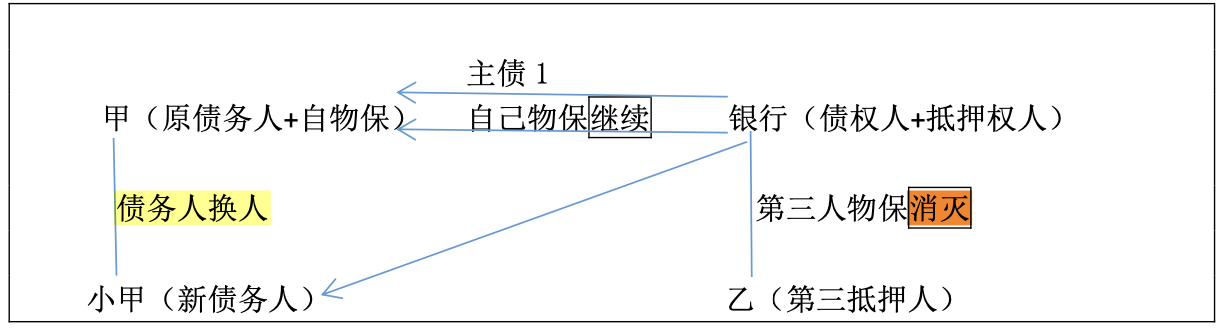 主债 1
甲（原债务人+自物保） 自己物保继续 银行（债权人+抵押权人）
债务人换人 第三人物保消灭
小甲（新债务人） 乙（第三抵押人）